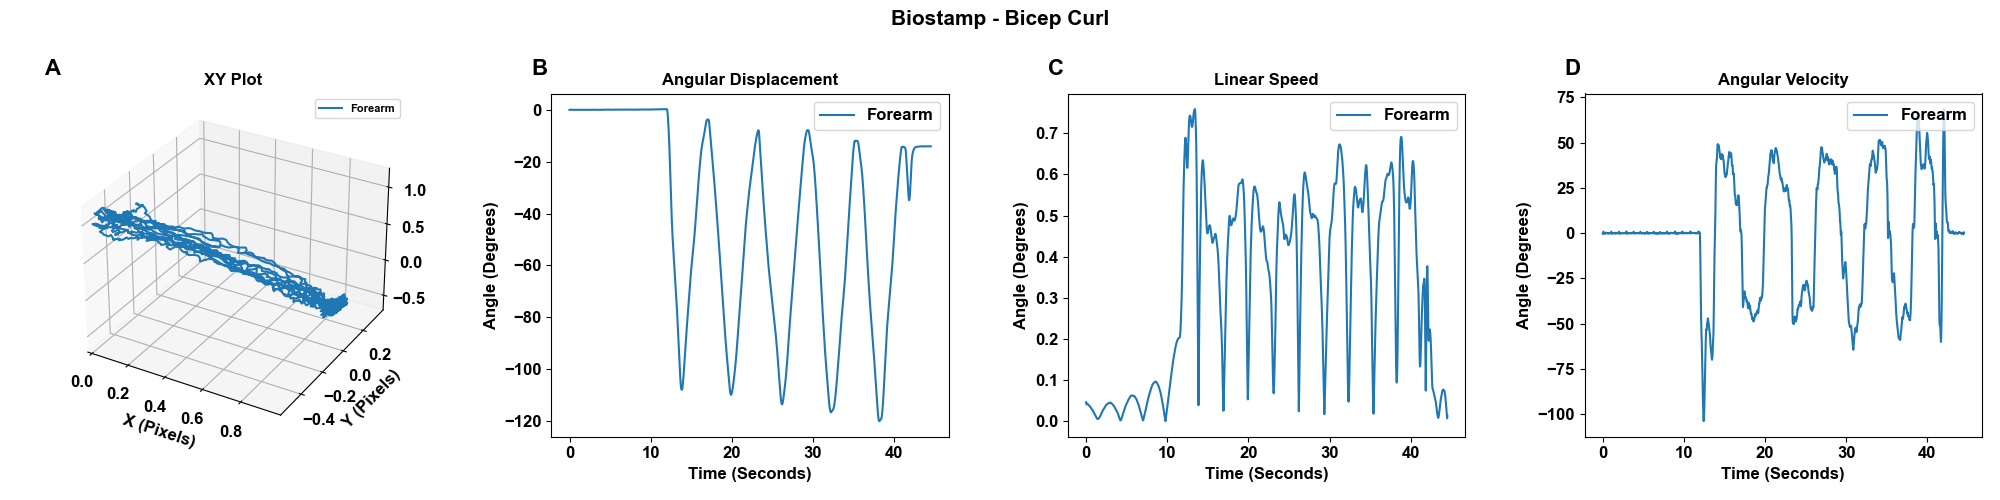 Biostamp - Bicep Curl
A
XY Plot
Forearm
1.0
0.5
0.0
−0.5
0.0
0.2
0.4
0.6
0.8
X (Pixels)
−0.4
−0.2
0.0
0.2
Y (Pixels)
B
Angular Displacement
Forearm
0
−20
−40
−60
−80
−100
−120
Angle (Degrees)
0 10 20 30 40
Time (Seconds)
C
Linear Speed
Forearm
0.7
0.6
0.5
0.4
0.3
0.2
0.1
0.0
Angle (Degrees)
0 10 20 30 40
Time (Seconds)
D
Angular Velocity
Forearm
75
50
25
0
−25
−50
−75
−100
Angle (Degrees)
0 10 20 30 40
Time (Seconds)